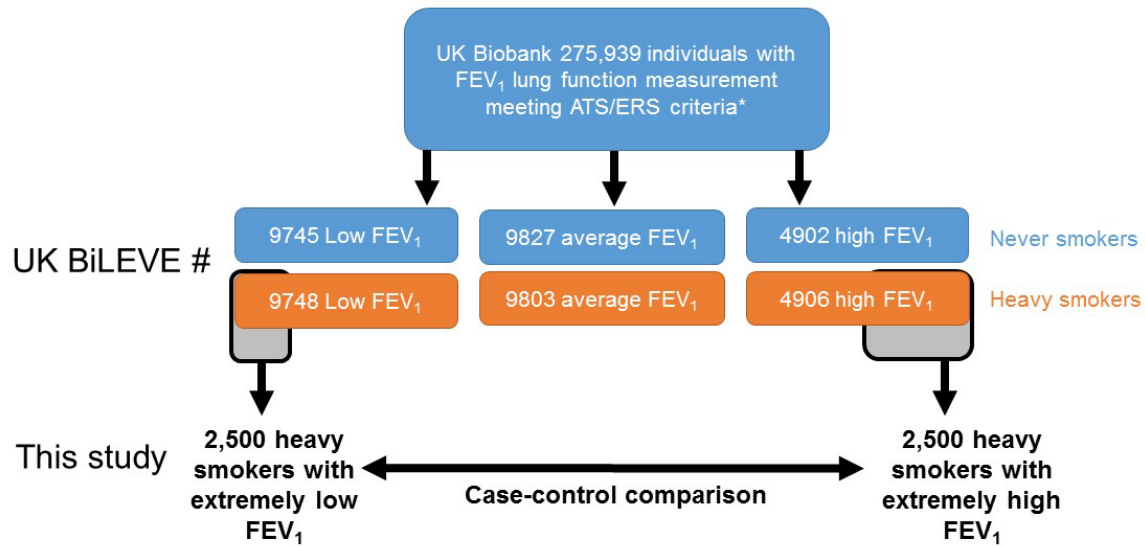 UK Biobank 275,939 individuals with
FEV₁ lung function measurement
meeting ATS/ERS criteria*
UK BiLEVE #
9745 Low FEV₁
9827 average FEV₁
4902 high FEV₁
Never smokers
9748 Low FEV₁
9803 average FEV₁
4906 high FEV₁
Heavy smokers
This study
2,500 heavy
smokers with
extremely low
FEV₁
Case-control comparison
2,500 heavy
smokers with
extremely high
FEV₁